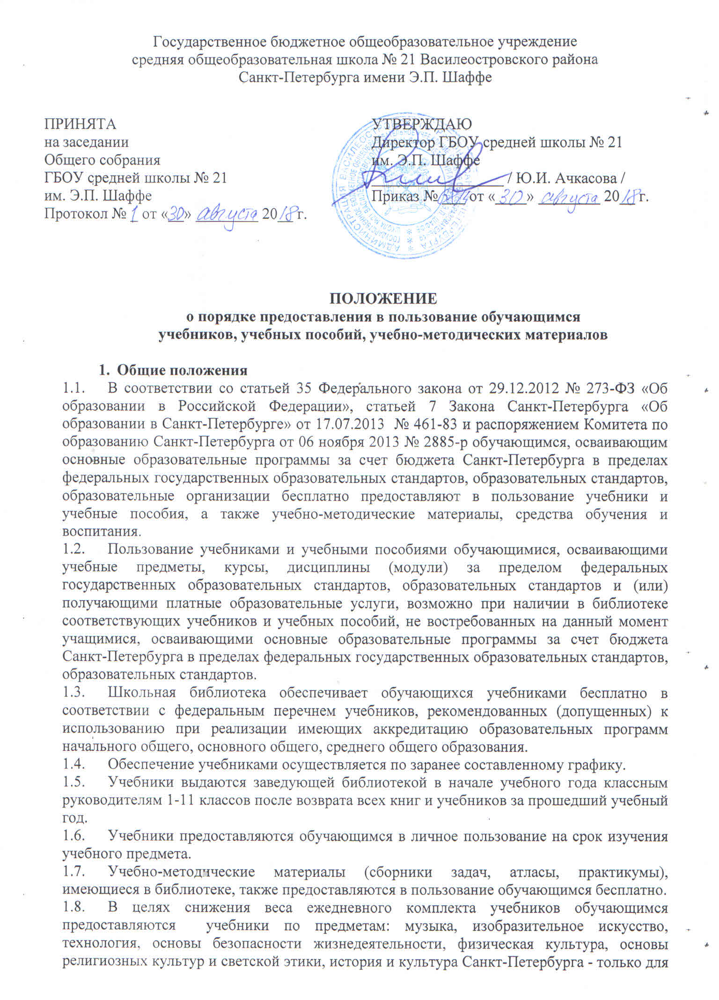 Государственное бюджетное общеобразовательное учреждение
средняя общеобразовательная школа № 21 Василеостровского района
Санкт-Петербурга имени Э.П. Шаффе
ПРИНЯТА
на заседании
Общего собрания
ГБОУ средней школы № 21
им. Э.П. Шаффе
Протокол № 1 от «30» августа 2018 г.
УТВЕРЖДАЮ
Директор ГБОУ средней школы № 21
им. Э.П. Шаффе
/ Ю.И. Ачкасова /
Приказ № от «30» августа 2018 г.
ПОЛОЖЕНИЕ
о порядке предоставления в пользование обучающимся
учебников, учебных пособий, учебно-методических материалов
1. Общие положения
1.1. В соответствии со статьей 35 Федерального закона от 29.12.2012 № 273-ФЗ «Об
образовании в Российской Федерации», статьей 7 Закона Санкт-Петербурга «Об
образовании в Санкт-Петербурге» от 17.07.2013 № 461-83 и распоряжением Комитета по
образованию Санкт-Петербурга от 06 ноября 2013 № 2885-р обучающимся, осваивающим
основные образовательные программы за счет бюджета Санкт-Петербурга в пределах
федеральных государственных образовательных стандартов, образовательных стандартов,
образовательные организации бесплатно предоставляют в пользование учебники и
учебные пособия, а также учебно-методические материалы, средства обучения и
воспитания.
1.2. Пользование учебниками и учебными пособиями обучающимися, осваивающими
учебные предметы, курсы, дисциплины (модули) за пределом федеральных
государственных образовательных стандартов, образовательных стандартов и (или)
получающими платные образовательные услуги, возможно при наличии в библиотеке
соответствующих учебников и учебных пособий, не востребованных на данный момент
учащимися, осваивающими основные образовательные программы за счет бюджета
Санкт-Петербурга в пределах федеральных государственных образовательных стандартов,
образовательных стандартов.
1.3. Школьная библиотека обеспечивает обучающихся учебниками бесплатно в
соответствии с федеральным перечнем учебников, рекомендованных (допущенных) к
использованию при реализации имеющих аккредитацию образовательных программ
начального общего, основного общего, среднего общего образования.
1.4. Обеспечение учебниками осуществляется по заранее составленному графику.
1.5. Учебники выдаются заведующей библиотекой в начале учебного года классным
руководителям 1-11 классов после возврата всех книг и учебников за прошедший учебный
год.
1.6. Учебники предоставляются обучающимся в личное пользование на срок изучения
учебного предмета.
1.7. Учебно-методические материалы (сборники задач, атласы, практикумы),
имеющиеся в библиотеке, также предоставляются в пользование обучающимся бесплатно.
1.8. В целях снижения веса ежедневного комплекта учебников обучающимся
предоставляются учебники по предметам: музыка, изобразительное искусство,
технология, основы безопасности жизнедеятельности, физическая культура, основы
религиозных культур и светской этики, история и культура Санкт-Петербурга - только для